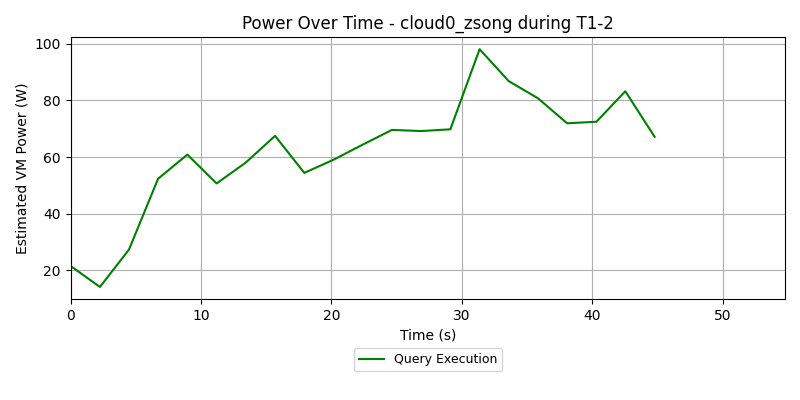 Power Over Time - cloud0_zsong during T1-2
Estimated VM Power (W)
100
80
60
40
20
0 10 20 30 40 50
Time (s)
Query Execution